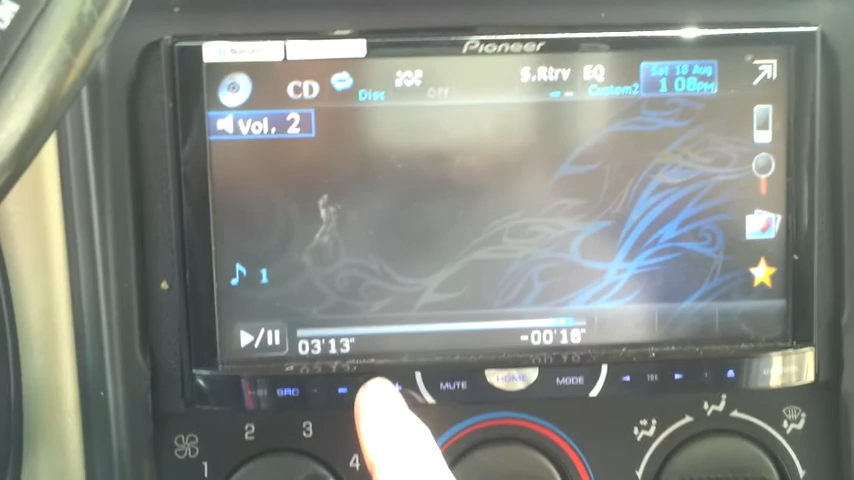 Pioneer
CD
Disc
Off
S.Rtrv
EQ
Custom2
Sat 18 Aug
1 08PM
Vol. 2
1
03'13"
-00'18"
SRC
-
+
MUTE
HOME
MODE
TRK
1
2
3
4